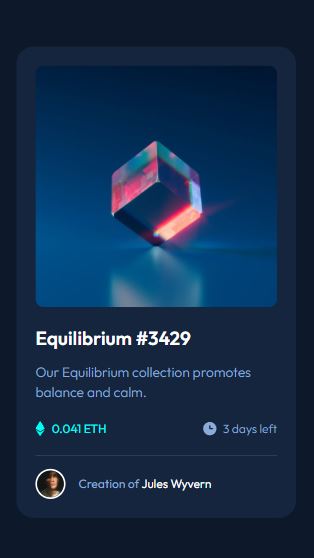 Equilibrium #3429
Our Equilibrium collection promotes
balance and calm.
0.041 ETH
3 days left
Creation of Jules Wyvern